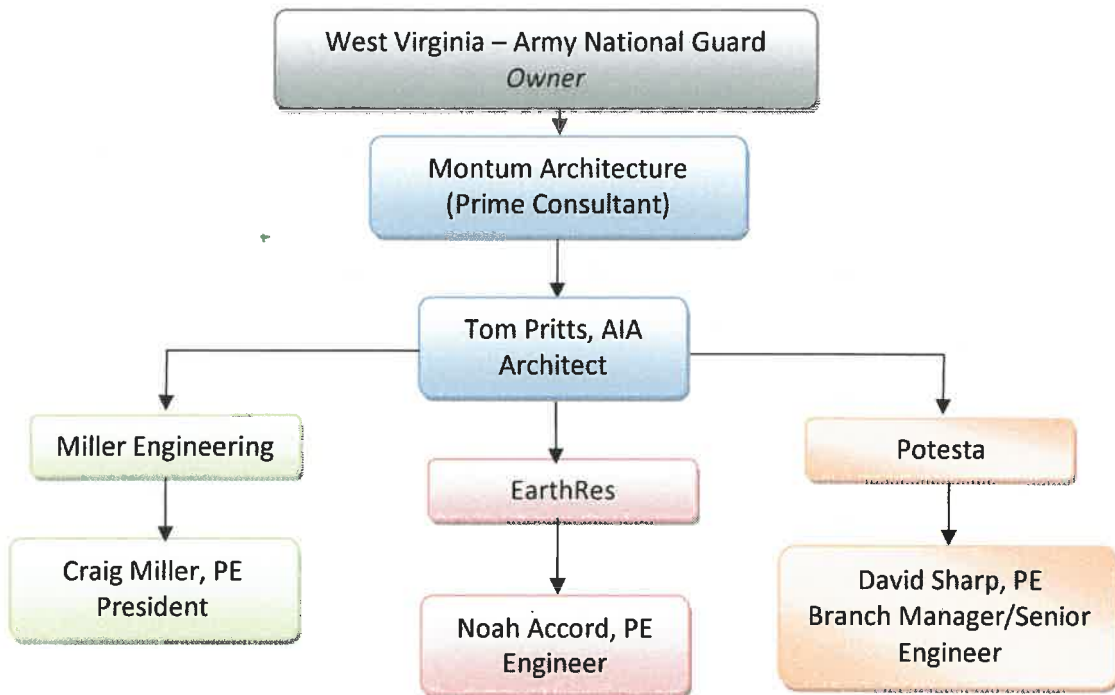 West Virginia – Army National Guard
Owner
Montum Architecture
(Prime Consultant)
Tom Pritts, AIA
Architect
Miller Engineering
EarthRes
Potesta
Craig Miller, PE
President
Noah Accord, PE
Engineer
David Sharp, PE
Branch Manager/Senior
Engineer